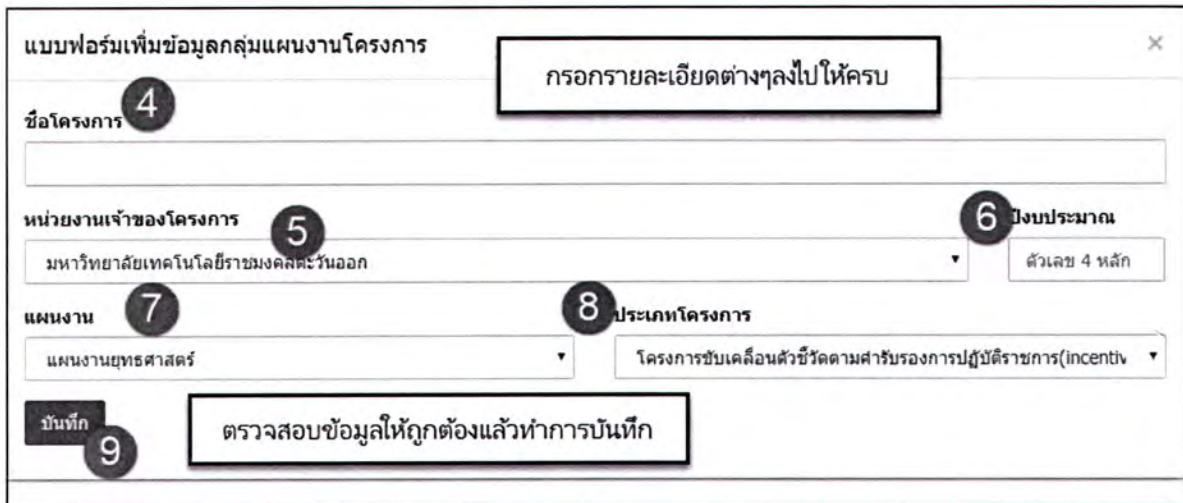 แบบฟอร์มเพิ่มข้อมูลกลุ่มแผนงานโครงการ ×
กรอกรายละเอียดต่างๆลงไปให้ครบ
4
ชื่อโครงการ
หน่วยงานเจ้าของโครงการ 5 6 ปีงบประมาณ
มหาวิทยาลัยเทคโนโลยีราชมงคลตะวันออก ตัวเลข 4 หลัก
แผนงาน 7 8 ประเภทโครงการ
แผนงานยุทธศาสตร์ โครงการขับเคลื่อนตัวชี้วัดตามคำรับรองการปฏิบัติราชการ(incentiv
บันทึก 9 ตรวจสอบข้อมูลให้ถูกต้องแล้วทำการบันทึก